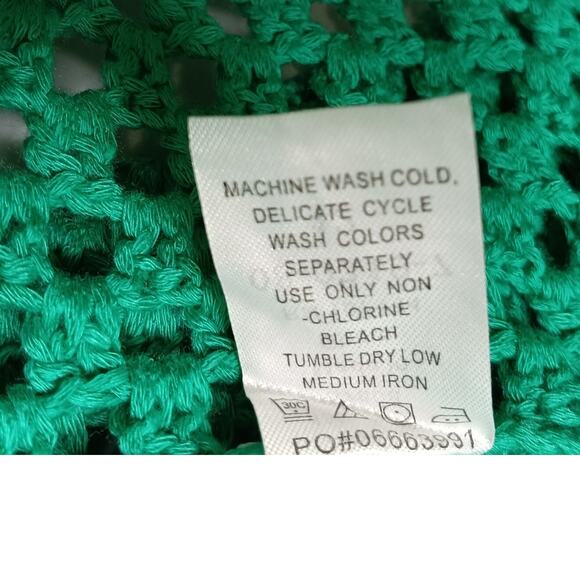 MACHINE WASH COLD.
DELICATE CYCLE
WASH COLORS
SEPARATELY
USE ONLY NON
-CHLORINE
BLEACH
TUMBLE DRY LOW
MEDIUM IRON
30C
PO#06663991